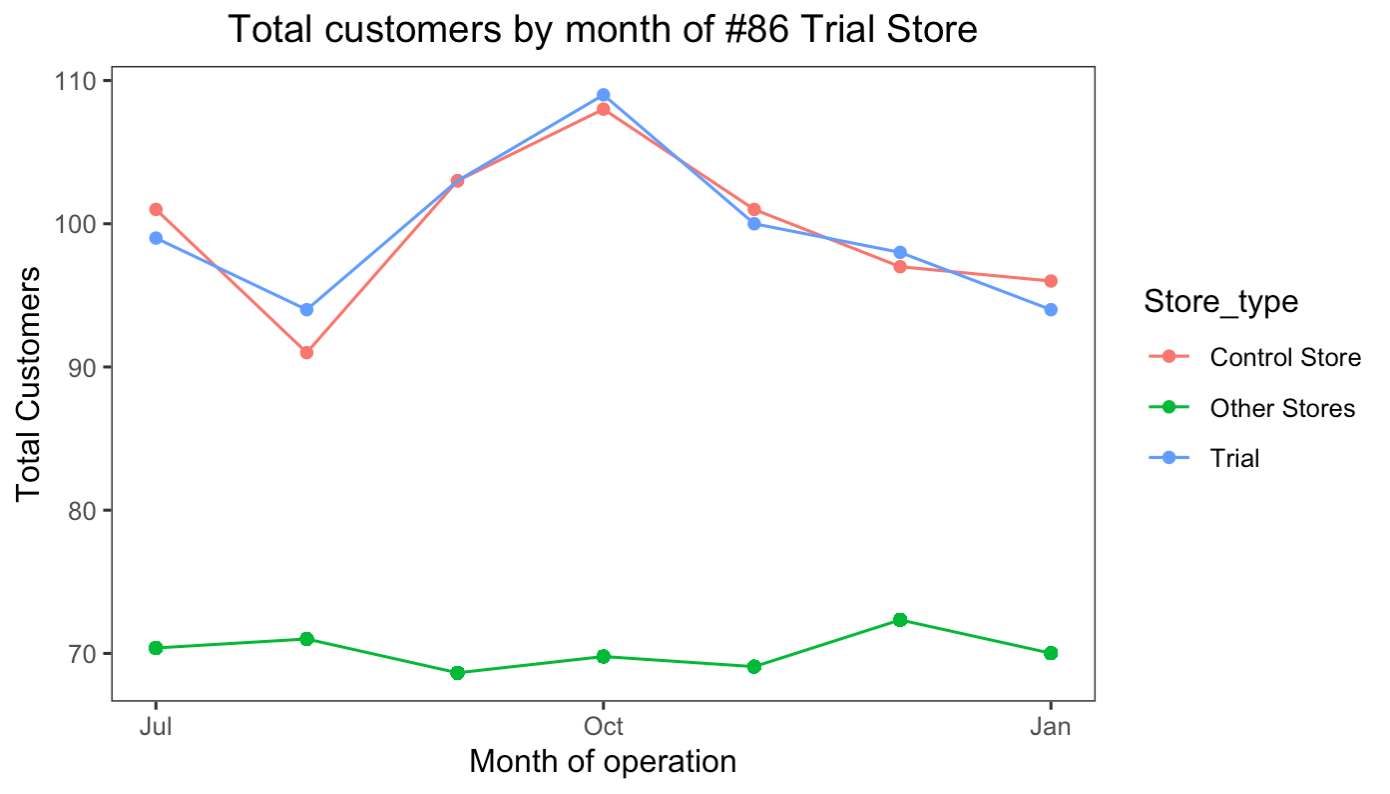 Total customers by month of #86 Trial Store
110
100
90
80
70
Total Customers
Jul
Oct
Jan
Month of operation
Store_type
Control Store
Other Stores
Trial